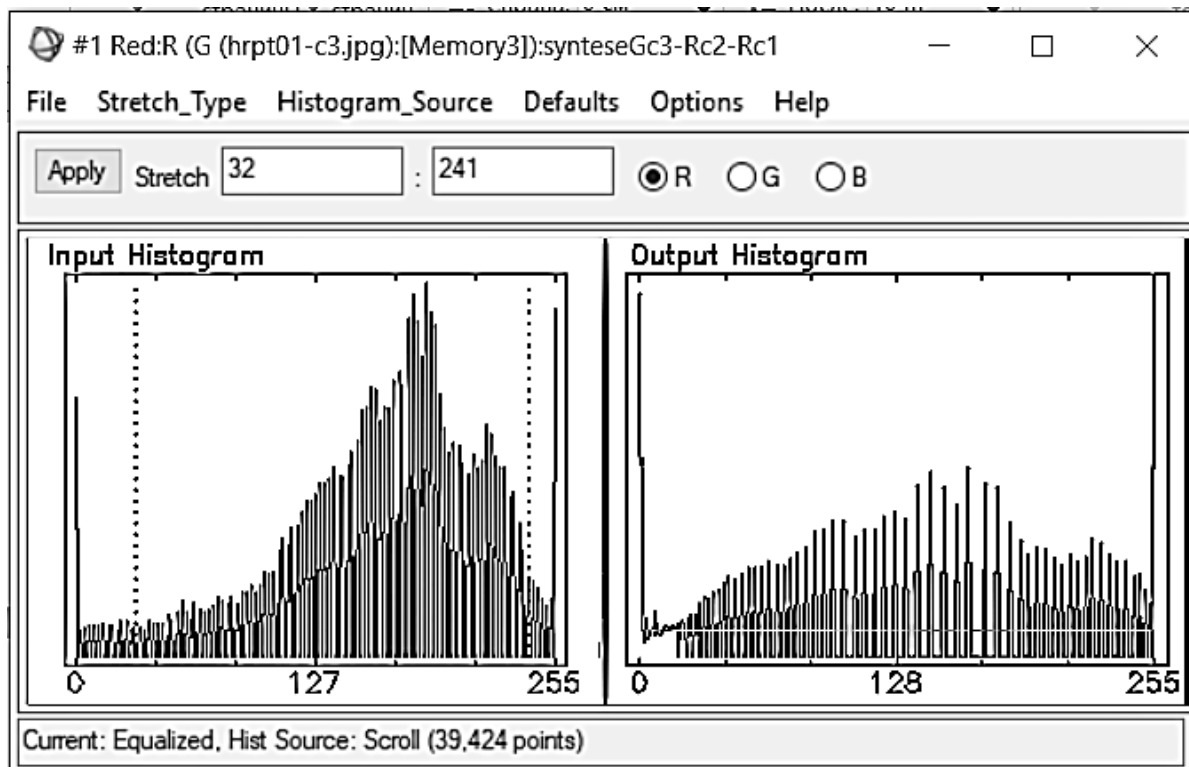 #1 Red:R (G (hrpt01-c3.jpg):[Memory3]):synteseGc3-Rc2-Rc1
File Stretch_Type Histogram_Source Defaults Options Help
Apply Stretch 32 : 241 R G B
Input Histogram Output Histogram
0 127 255 0 128 255
Current: Equalized, Hist Source: Scroll (39,424 points)